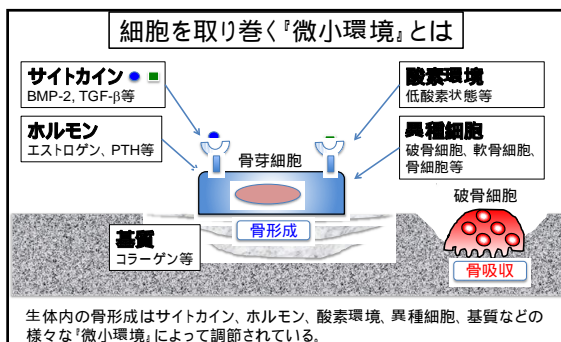 細胞を取り巻く『微小環境』とは
サイトカイン
BMP-2, TGF-β等
酸素環境
低酸素状態等
ホルモン
エストロゲン、PTH等
異種細胞
破骨細胞、軟骨細胞、
骨細胞等
骨芽細胞
破骨細胞
骨形成
基質
コラーゲン等
骨吸収
生体内の骨形成はサイトカイン、ホルモン、酸素環境、異種細胞、基質などの
様々な『微小環境』によって調節されている。